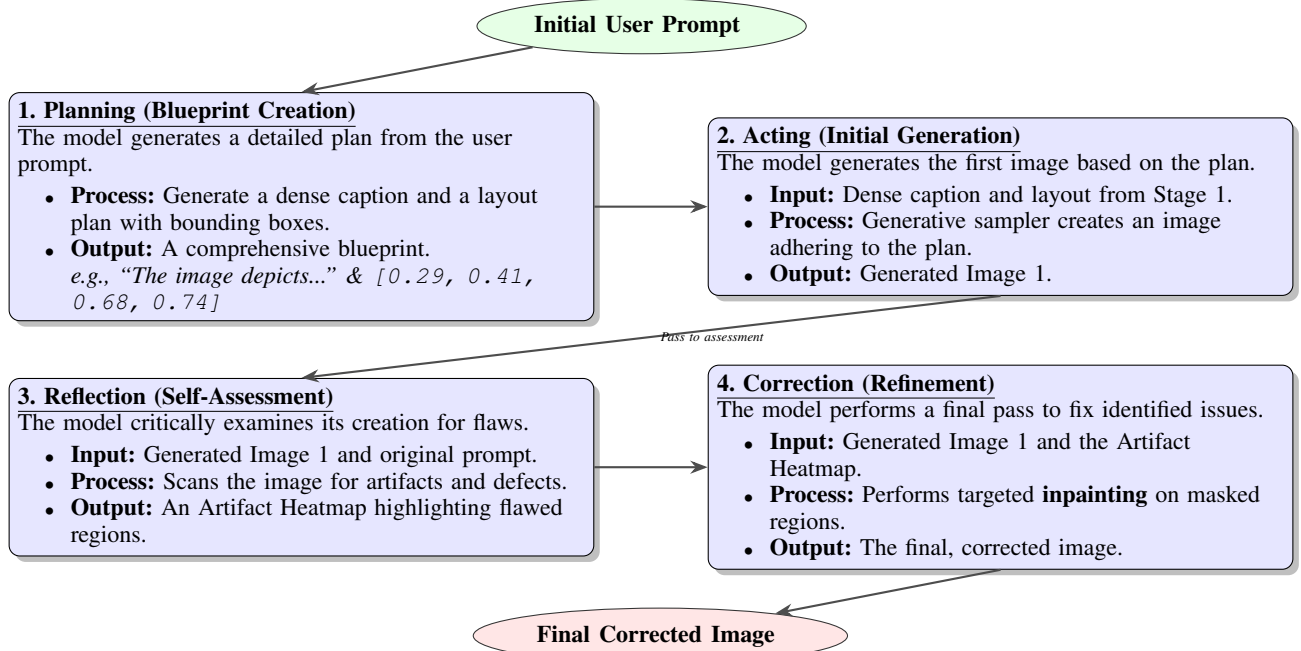 Initial User Prompt
1. Planning (Blueprint Creation)
The model generates a detailed plan from the user
prompt.
• Process: Generate a dense caption and a layout
plan with bounding boxes.
• Output: A comprehensive blueprint.
e.g., “The image depicts...” & [0.29, 0.41,
0.68, 0.74]
2. Acting (Initial Generation)
The model generates the first image based on the plan.
• Input: Dense caption and layout from Stage 1.
• Process: Generative sampler creates an image
adhering to the plan.
• Output: Generated Image 1.
Pass to assessment
3. Reflection (Self-Assessment)
The model critically examines its creation for flaws.
• Input: Generated Image 1 and original prompt.
• Process: Scans the image for artifacts and defects.
• Output: An Artifact Heatmap highlighting flawed
regions.
4. Correction (Refinement)
The model performs a final pass to fix identified issues.
• Input: Generated Image 1 and the Artifact
Heatmap.
• Process: Performs targeted inpainting on masked
regions.
• Output: The final, corrected image.
Final Corrected Image